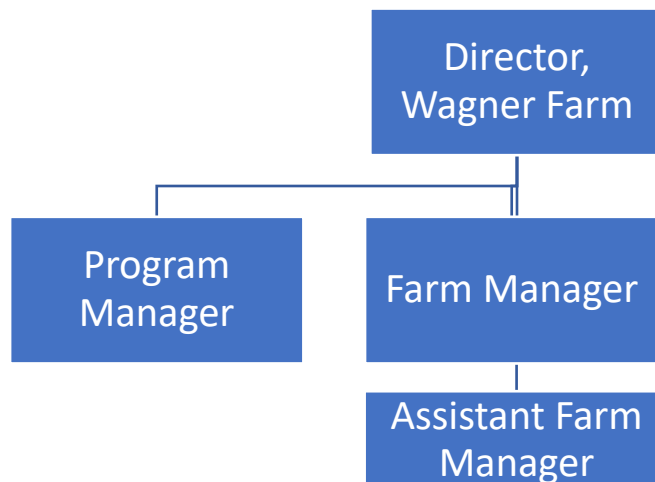 Director,
Wagner Farm
Program
Manager
Farm Manager
Assistant Farm
Manager